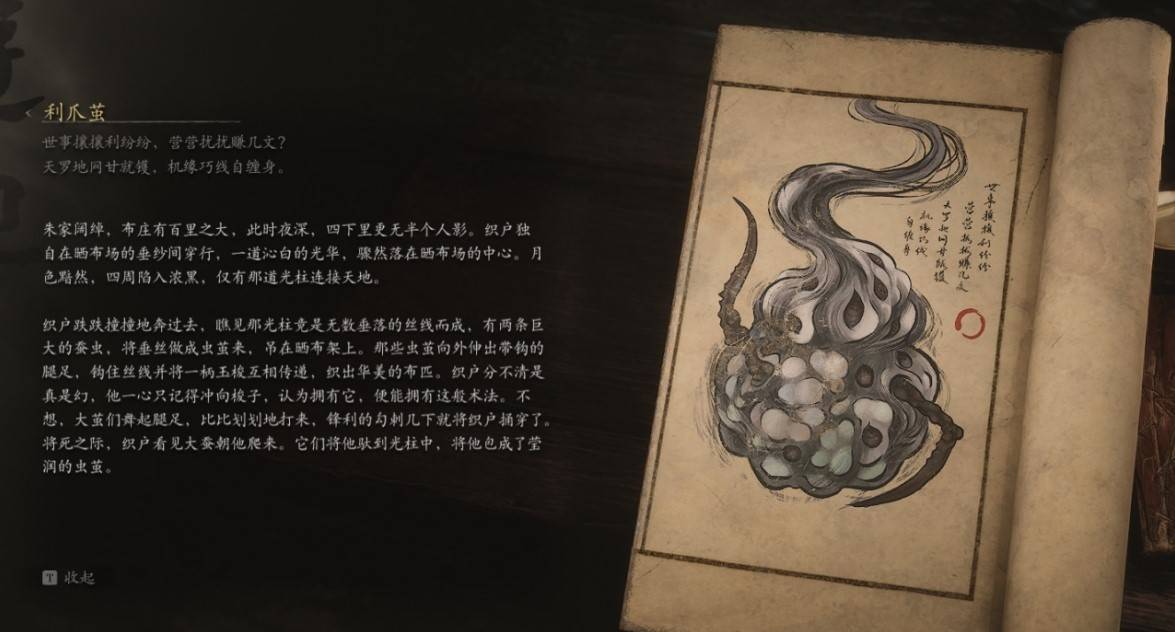 利爪茧
世事攘攘利纷纷，营营扰扰赚几文？
天罗地网甘就镬，机缘巧线自缠身。
朱家阔绰，布庄有百里之大，此时夜深，四下里更无半个人影。织户独
自在晒布场的垂纱间穿行，一道沁白的光华，骤然落在晒布场的中心。月
色黯然，四周陷入浓黑，仅有那道光柱连接天地。
织户跌跌撞撞地奔过去，瞧见那光柱竟是无数垂落的丝线而成，有两条巨
大的蚕虫，将垂丝做成虫茧来，吊在晒布架上。那些虫茧向外伸出带钩的
腿足，钩住丝线并将一柄玉梭互相传递，织出华美的布匹。织户分不清是
真是幻，他一心只记得冲向梭子，认为拥有它，便能拥有这般术法。不
想，大茧们舞起腿足，比比划划地打来，锋利的勾刺几下就将织户捅穿了。
将死之际，织户看见大蚕朝他爬来。它们将他驮到光柱中，将他包成了莹
润的虫茧。
T 收起
世事攘攘利纷纷
营营扰扰赚几文
天罗地网甘就镬
机缘巧线
自缠身